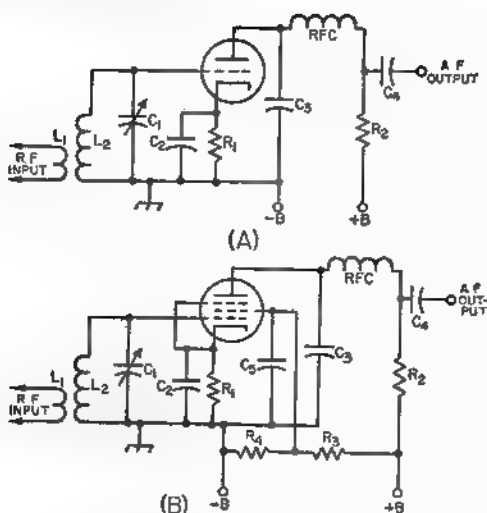 RFC
A F
OUTPUT
C₄
C₃
R₂
L₁
L₂
C₁
C₂
R₁
R F
INPUT
-B
+B
(A)
RFC
A F
OUT-
PUT
C₄
C₃
C₅
R₂
L₁
L₂
C₁
C₂
R₁
R F
INPUT
R₄
R₃
-B
+B
(B)